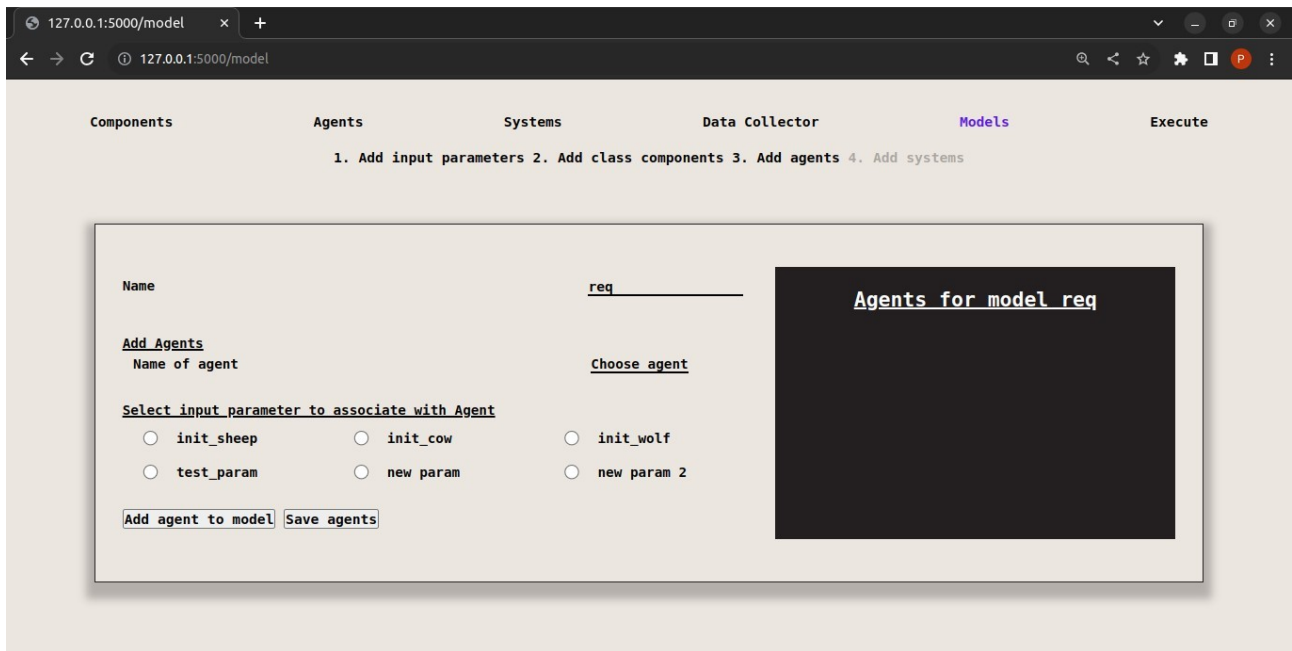 127.0.0.1:5000/model
127.0.0.1:5000/model
P
Components Agents Systems Data Collector Models Execute
1. Add input parameters 2. Add class components 3. Add agents 4. Add systems
Name req
Agents for model req
Add Agents
Name of agent Choose agent
Select input parameter to associate with Agent
init_sheep init_cow init_wolf
test_param new param new param 2
Add agent to model Save agents